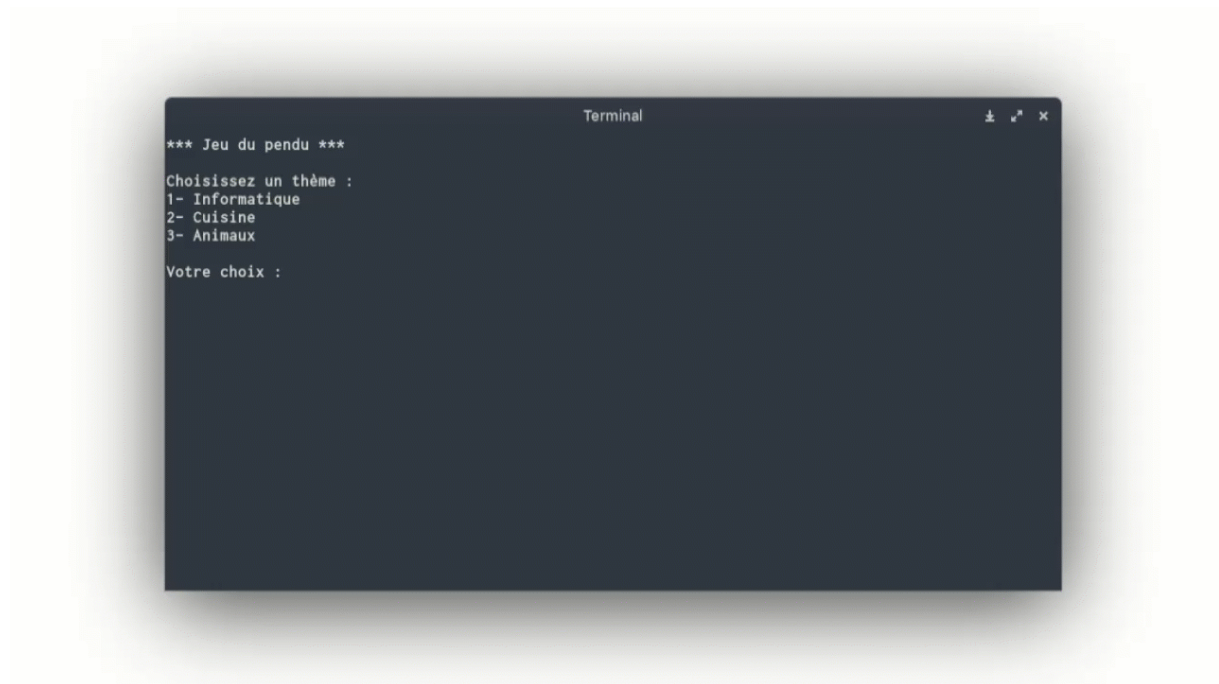 Terminal
*** Jeu du pendu ***
Choisissez un thème :
1- Informatique
2- Cuisine
3- Animaux
Votre choix :